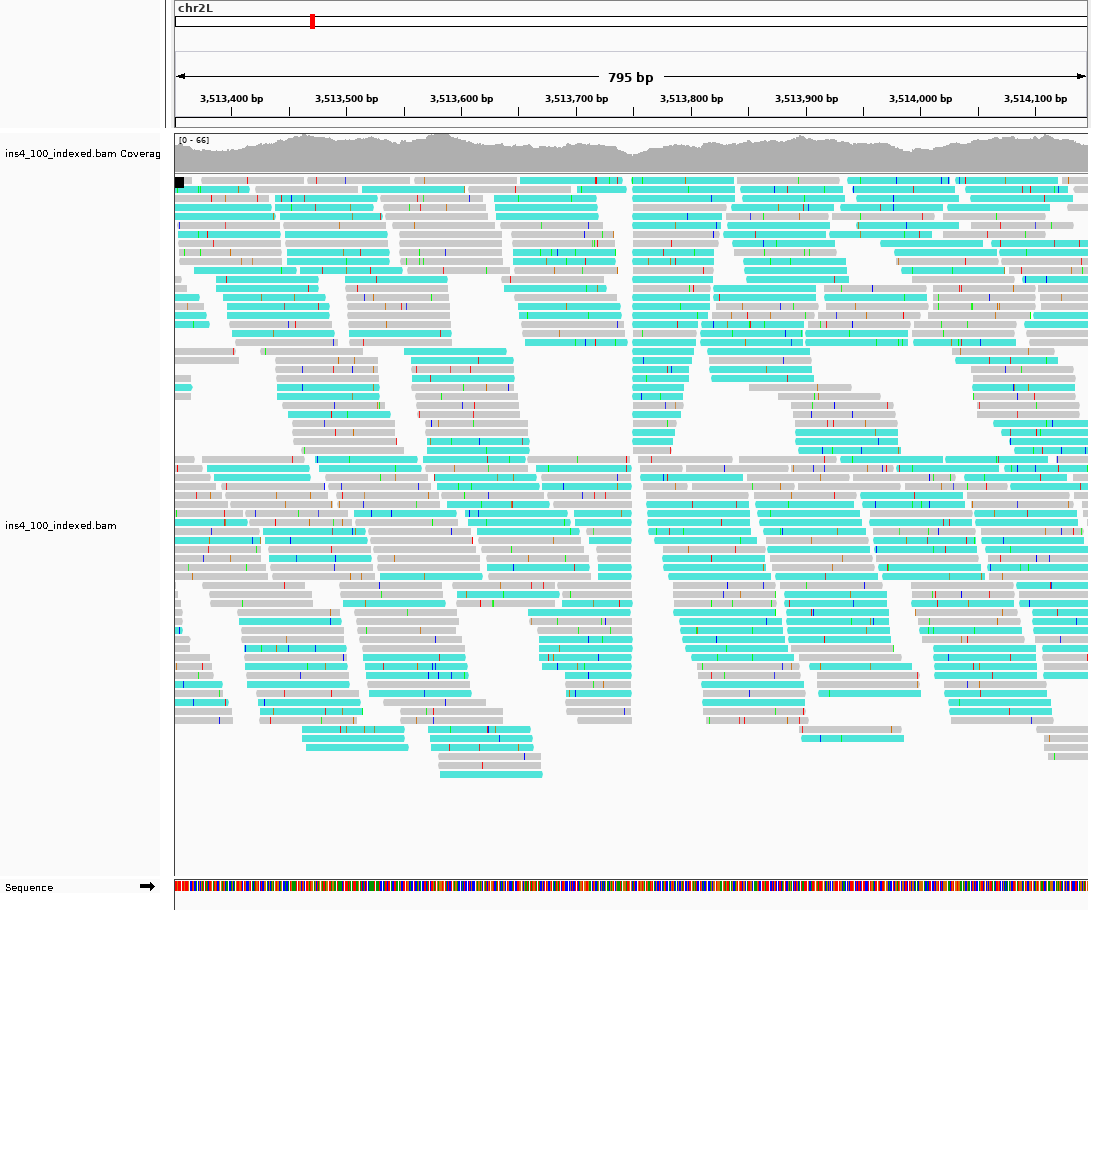 chr2L
795 bp
3,513,400 bp 3,513,500 bp 3,513,600 bp 3,513,700 bp 3,513,800 bp 3,513,900 bp 3,514,000 bp 3,514,100 bp
[0 - 66]
ins4_100_indexed.bam Coverag
ins4_100_indexed.bam
Sequence